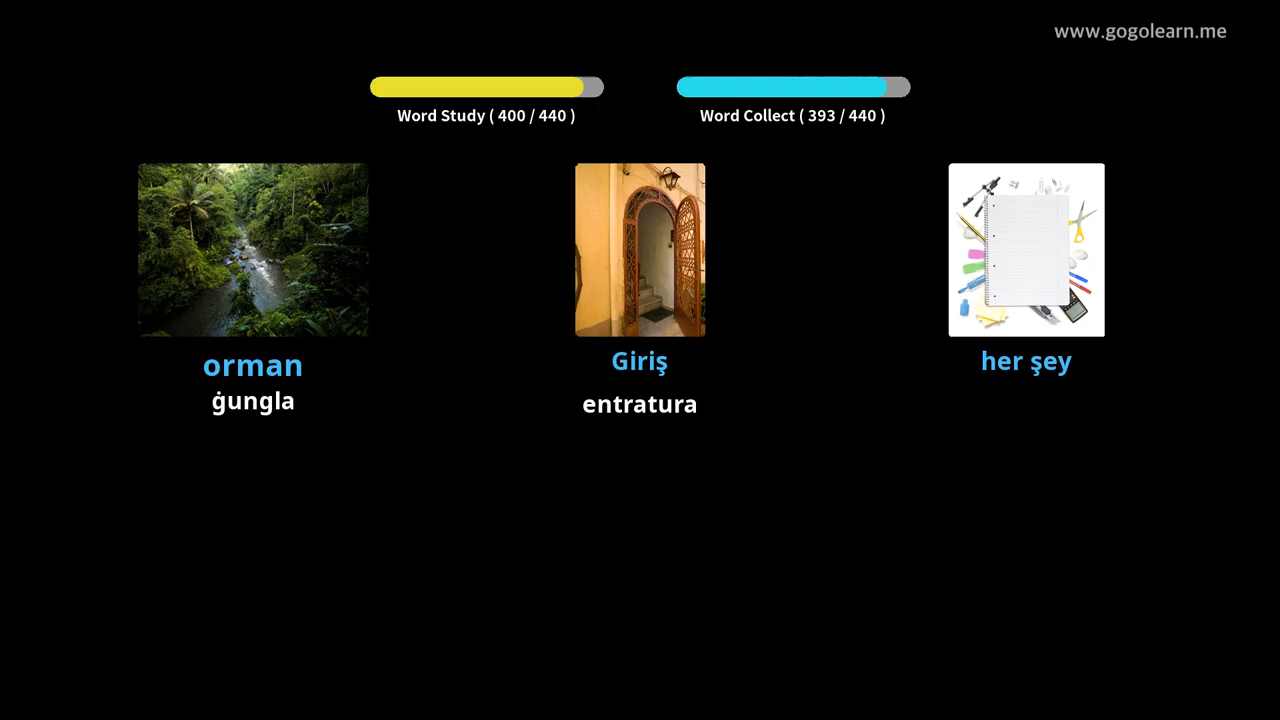 www.gogolearn.me
Word Study ( 400 / 440 )
Word Collect ( 393 / 440 )
orman
ġungla
Giriş
entratura
her şey